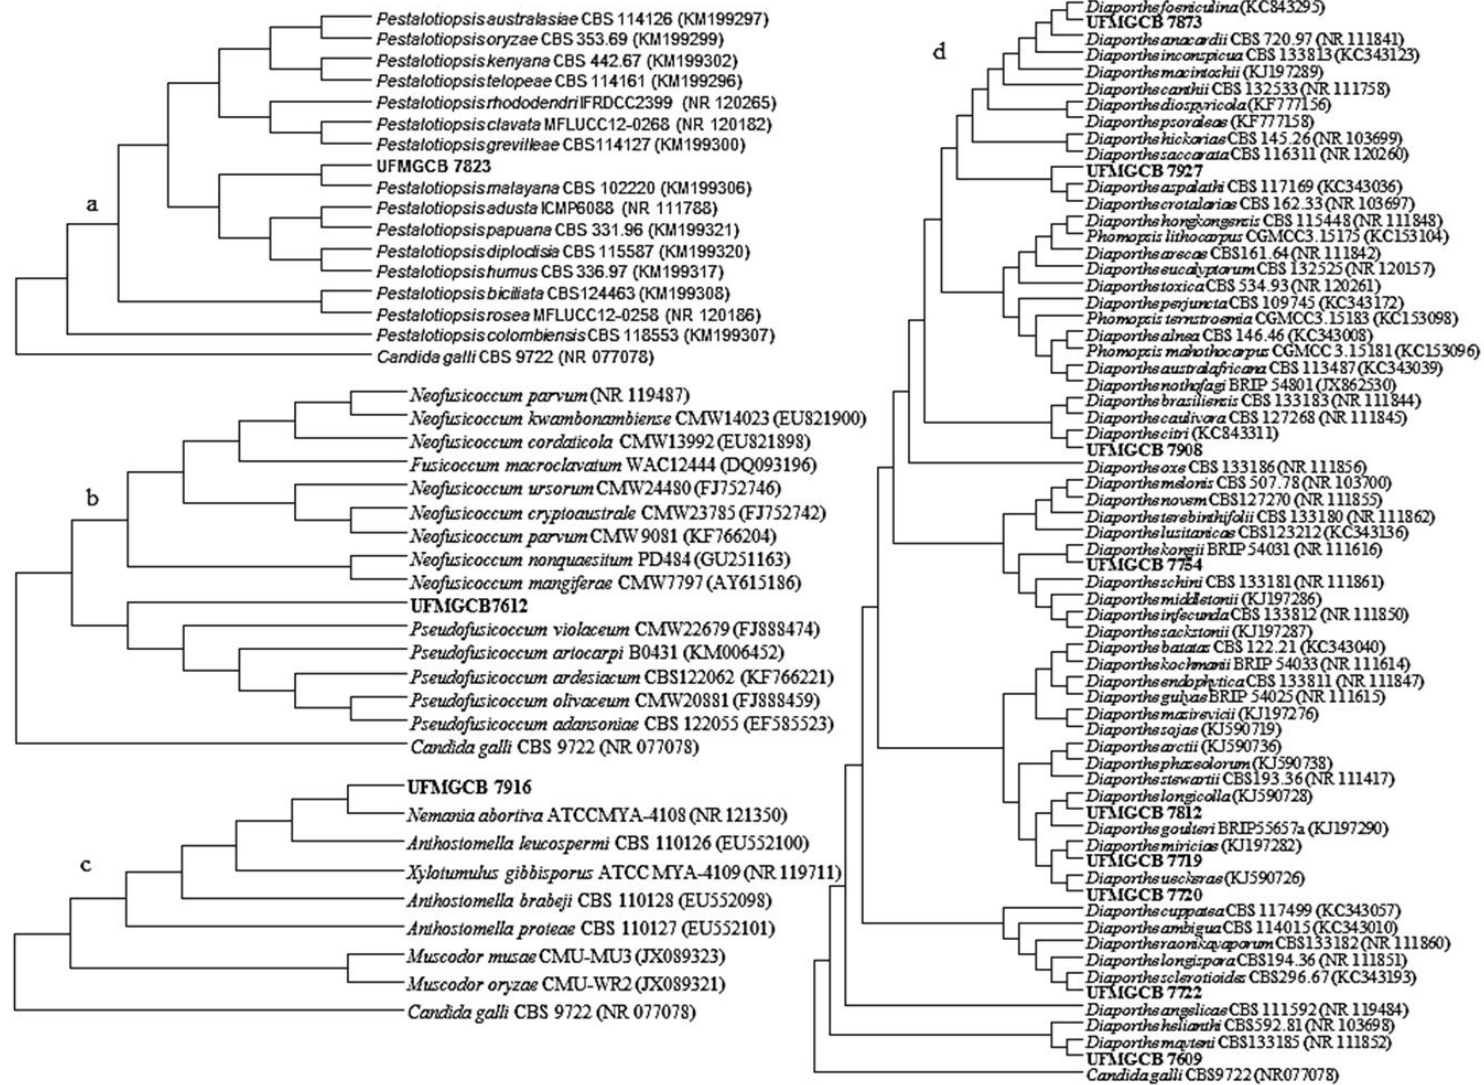 a
Pestalotiopsis australasiae CBS 114126 (KM199297)
Pestalotiopsis oryzae CBS 353.69 (KM199299)
Pestalotiopsis kenyana CBS 442.67 (KM199302)
Pestalotiopsis telopeae CBS 114161 (KM199296)
Pestalotiopsis rhododendri IFRDCC2399 (NR 120265)
Pestalotiopsis clavata MFLUCC12-0268 (NR 120182)
Pestalotiopsis grevilleae CBS114127 (KM199300)
UFMGCB 7823
Pestalotiopsis malayana CBS 102220 (KM199306)
Pestalotiopsis adusta ICMP6088 (NR 111788)
Pestalotiopsis papuana CBS 331.96 (KM199321)
Pestalotiopsis diploclisia CBS 115587 (KM199320)
Pestalotiopsis humus CBS 336.97 (KM199317)
Pestalotiopsis biciliata CBS124463 (KM199308)
Pestalotiopsis rosea MFLUCC12-0258 (NR 120186)
Pestalotiopsis colombiensis CBS 118553 (KM199307)
Candida galli CBS 9722 (NR 077078)
b
Neofusicoccum parvum (NR 119487)
Neofusicoccum kwambonambiense CMW14023 (EU821900)
Neofusicoccum cordaticola CMW13992 (EU821898)
Fusicoccum macroclavatum WAC12444 (DQ093196)
Neofusicoccum ursorum CMW24480 (FJ752746)
Neofusicoccum cryptoaustrale CMW23785 (FJ752742)
Neofusicoccum parvum CMW 9081 (KF766204)
Neofusicoccum nonquaesitum PD484 (GU251163)
Neofusicoccum mangiferae CMW7797 (AY615186)
UFMGCB7612
Pseudofusicoccum violaceum CMW22679 (FJ888474)
Pseudofusicoccum artocarpi B0431 (KM006452)
Pseudofusicoccum ardesiacum CBS122062 (KF766221)
Pseudofusicoccum olivaceum CMW20881 (FJ888459)
Pseudofusicoccum adansoniae CBS 122055 (EF585523)
Candida galli CBS 9722 (NR 077078)
c
UFMGCB 7916
Nemania abortiva ATCCMYA-4108 (NR 121350)
Anthostomella leucospermi CBS 110126 (EU552100)
Xylotumulus gibbisporus ATCC MYA-4109 (NR 119711)
Anthostomella brabeji CBS 110128 (EU552098)
Anthostomella proteae CBS 110127 (EU552101)
Muscodor musae CMU-MU3 (JX089323)
Muscodor oryzae CMU-WR2 (JX089321)
Candida galli CBS 9722 (NR 077078)
d
Diaporthe foeniculina (KC843295)
UFMGCB 7873
Diaporthe anacardii CBS 720.97 (NR 111841)
Diaporthe inconspicua CBS 133813 (KC343123)
Diaporthe macintoshii (KJ197289)
Diaporthe canthii CBS 132533 (NR 111758)
Diaporthe diospyricola (KF777156)
Diaporthe psoraleae (KF777158)
Diaporthe hickoriae CBS 145.26 (NR 103699)
Diaporthe saccarata CBS 116311 (NR 120260)
UFMGCB 7927
Diaporthe aspalathi CBS 117169 (KC343036)
Diaporthe crotalariae CBS 162.33 (NR 103697)
Diaporthe hongkongensis CBS 115448 (NR 111848)
Phomopsis lithocarpus CGMCC3.15175 (KC153104)
Diaporthe arecae CBS161.64 (NR 111842)
Diaporthe eucalyptorum CBS 132525 (NR 120157)
Diaporthe toxica CBS 534.93 (NR 120261)
Diaporthe perjuncta CBS 109745 (KC343172)
Phomopsis ternstroemia CGMCC3.15183 (KC153098)
Diaporthe alnea CBS 146.46 (KC343008)
Phomopsis mahothocarpus CGMCC 3.15181 (KC153096)
Diaporthe australafricana CBS 113487 (KC343039)
Diaporthe nothofagi BRIP 54801 (JX862530)
Diaporthe brasiliensis CBS 133183 (NR 111844)
Diaporthe caulivora CBS 127268 (NR 111845)
Diaporthe citri (KC843311)
UFMGCB 7908
Diaporthe oxe CBS 133186 (NR 111856)
Diaporthe melonis CBS 507.78 (NR 103700)
Diaporthe novem CBS127270 (NR 111855)
Diaporthe terebinthifolii CBS 133180 (NR 111862)
Diaporthe lusitanicae CBS123212 (KC343136)
Diaporthe kongii BRIP 54031 (NR 111616)
UFMGCB 7754
Diaporthe schini CBS 133181 (NR 111861)
Diaporthe middletonii (KJ197286)
Diaporthe infecunda CBS 133812 (NR 111850)
Diaporthe sackstonii (KJ197287)
Diaporthe batatas CBS 122.21 (KC343040)
Diaporthe kochmanii BRIP 54033 (NR 111614)
Diaporthe endophytica CBS 133811 (NR 111847)
Diaporthe gulyae BRIP 54025 (NR 111615)
Diaporthe masirevicii (KJ197276)
Diaporthe sojae (KJ590719)
Diaporthe arctii (KJ590736)
Diaporthe phaseolorum (KJ590738)
Diaporthe stewartii CBS193.36 (NR 111417)
Diaporthe longicolla (KJ590728)
UFMGCB 7812
Diaporthe goulteri BRIP55657a (KJ197290)
Diaporthe miriciae (KJ197282)
UFMGCB 7719
Diaporthe ueckerae (KJ590726)
UFMGCB 7720
Diaporthe cuppatea CBS 117499 (KC343057)
Diaporthe ambigua CBS 114015 (KC343010)
Diaporthe raonikayaporum CBS133182 (NR 111860)
Diaporthe longispora CBS194.36 (NR 111851)
Diaporthe sclerotioides CBS296.67 (KC343193)
UFMGCB 7722
Diaporthe angelicae CBS 111592 (NR 119484)
Diaporthe helianthi CBS592.81 (NR 103698)
Diaporthe mayteni CBS133185 (NR 111852)
UFMGCB 7609
Candida galli CBS9722 (NR077078)